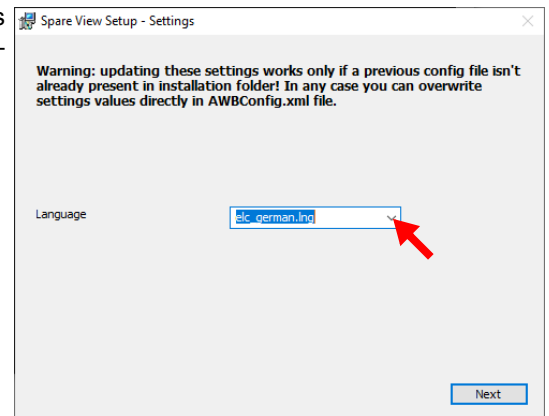 s
-
Spare View Setup - Settings
Warning: updating these settings works only if a previous config file isn't
already present in installation folder! In any case you can overwrite
settings values directly in AWBConfig.xml file.
Language
elc_german.lng
Next